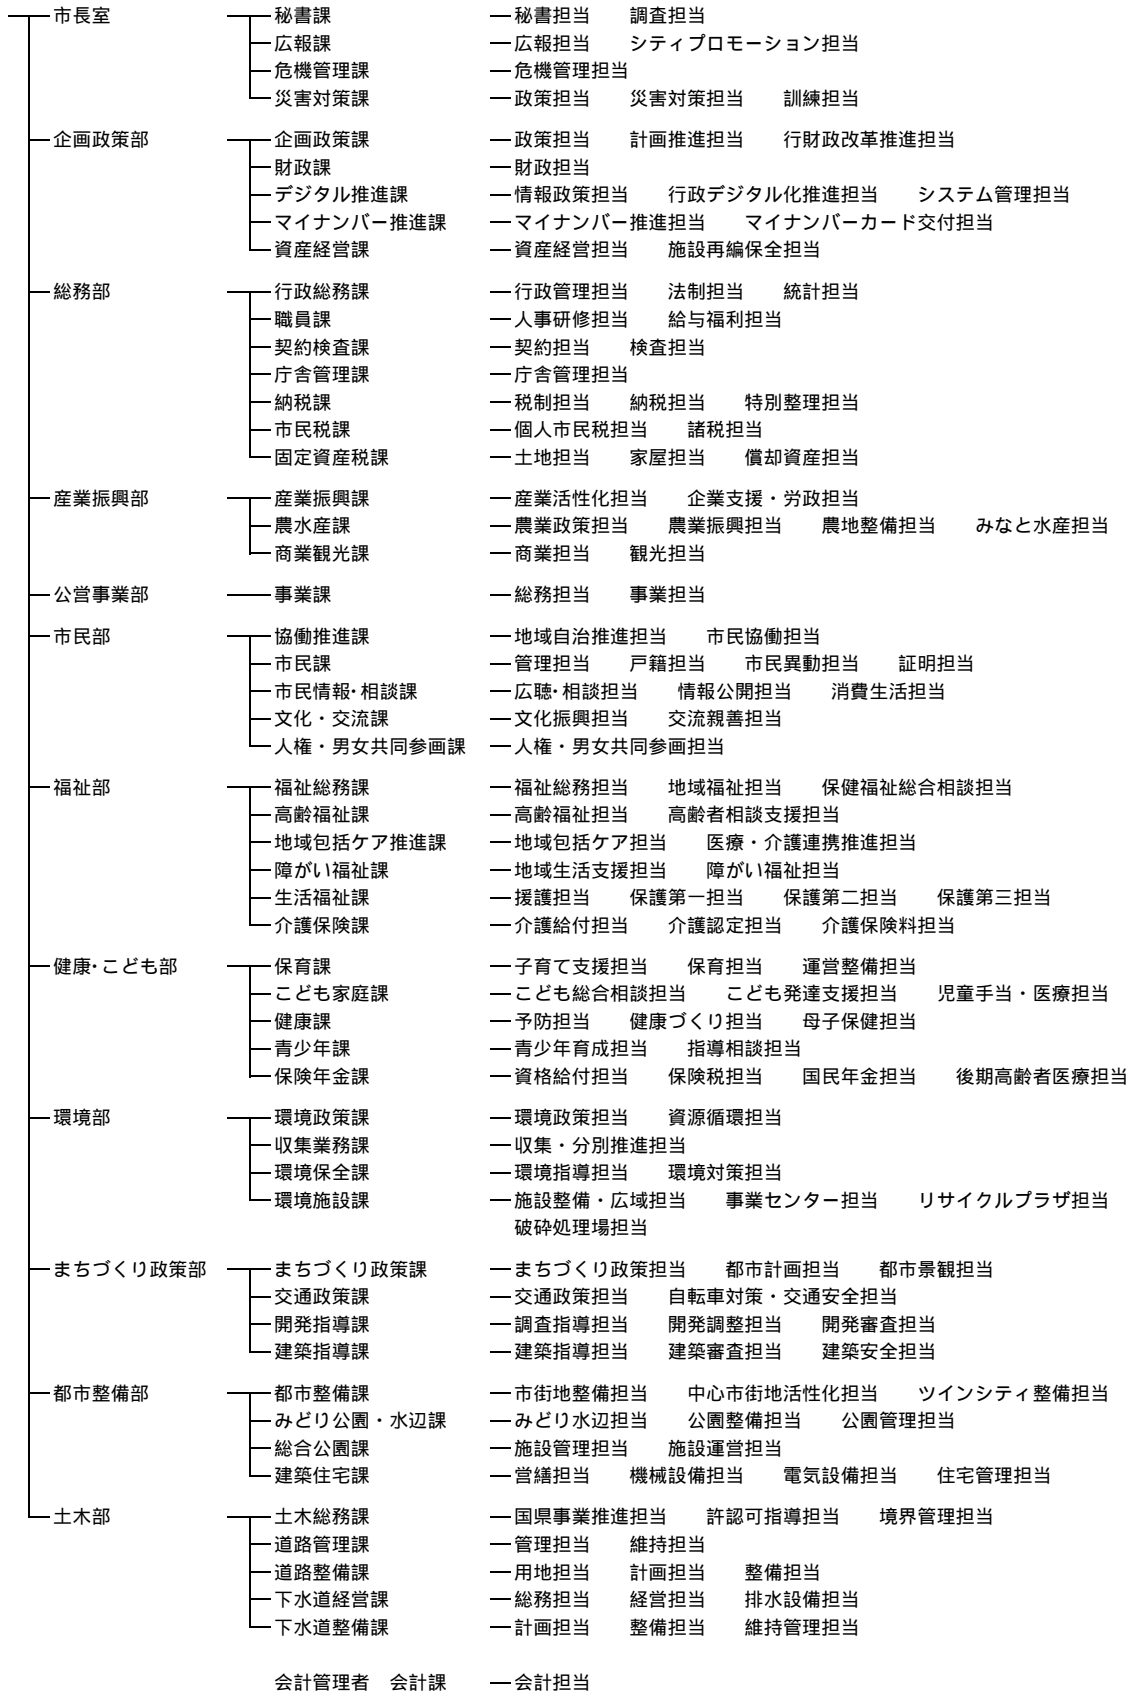 市長室　秘書課　秘書担当　調査担当
広報課　広報担当　シティプロモーション担当
危機管理課　危機管理担当
災害対策課　政策担当　災害対策担当　訓練担当
企画政策部　企画政策課　政策担当　計画推進担当　行財政改革推進担当
財政課　財政担当
デジタル推進課　情報政策担当　行政デジタル化推進担当　システム管理担当
マイナンバー推進課　マイナンバー推進担当　マイナンバーカード交付担当
資産経営課　資産経営担当　施設再編保全担当
総務部　行政総務課　行政管理担当　法制担当　統計担当
職員課　人事研修担当　給与福利担当
契約検査課　契約担当　検査担当
庁舎管理課　庁舎管理担当
納税課　税制担当　納税担当　特別整理担当
市民税課　個人市民税担当　諸税担当
固定資産税課　土地担当　家屋担当　償却資産担当
産業振興部　産業振興課　産業活性化担当　企業支援・労政担当
農水産課　農業政策担当　農業振興担当　農地整備担当　みなと水産担当
商業観光課　商業担当　観光担当
公営事業部　事業課　総務担当　事業担当
市民部　協働推進課　地域自治推進担当　市民協働担当
市民課　管理担当　戸籍担当　市民異動担当　証明担当
市民情報・相談課　広聴・相談担当　情報公開担当　消費生活担当
文化・交流課　文化振興担当　交流親善担当
人権・男女共同参画課　人権・男女共同参画担当
福祉部　福祉総務課　福祉総務担当　地域福祉担当　保健福祉総合相談担当
高齢福祉課　高齢福祉担当　高齢者相談支援担当
地域包括ケア推進課　地域包括ケア担当　医療・介護連携推進担当
障がい福祉課　地域生活支援担当　障がい福祉担当
生活福祉課　援護担当　保護第一担当　保護第二担当　保護第三担当
介護保険課　介護給付担当　介護認定担当　介護保険料担当
健康・こども部　保育課　子育て支援担当　保育担当　運営整備担当
こども家庭課　こども総合相談担当　こども発達支援担当　児童手当・医療担当
健康課　予防担当　健康づくり担当　母子保健担当
青少年課　青少年育成担当　指導相談担当
保険年金課　資格給付担当　保険税担当　国民年金担当　後期高齢者医療担当
環境部　環境政策課　環境政策担当　資源循環担当
収集業務課　収集・分別推進担当
環境保全課　環境指導担当　環境対策担当
環境施設課　施設整備・広域担当　事業センター担当　リサイクルプラザ担当
破砕処理場担当
まちづくり政策部　まちづくり政策課　まちづくり政策担当　都市計画担当　都市景観担当
交通政策課　交通政策担当　自転車対策・交通安全担当
開発指導課　調査指導担当　開発調整担当　開発審査担当
建築指導課　建築指導担当　建築審査担当　建築安全担当
都市整備部　都市整備課　市街地整備担当　中心市街地活性化担当　ツインシティ整備担当
みどり公園・水辺課　みどり水辺担当　公園整備担当　公園管理担当
総合公園課　施設管理担当　施設運営担当
建築住宅課　営繕担当　機械設備担当　電気設備担当　住宅管理担当
土木部　土木総務課　国県事業推進担当　許認可指導担当　境界管理担当
道路管理課　管理担当　維持担当
道路整備課　用地担当　計画担当　整備担当
下水道経営課　総務担当　経営担当　排水設備担当
下水道整備課　計画担当　整備担当　維持管理担当
会計管理者　会計課　会計担当